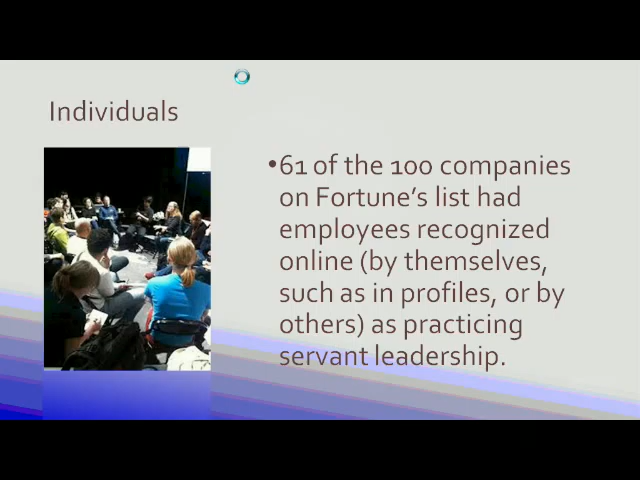 Individuals
•61 of the 100 companies
on Fortune’s list had
employees recognized
online (by themselves,
such as in profiles, or by
others) as practicing
servant leadership.